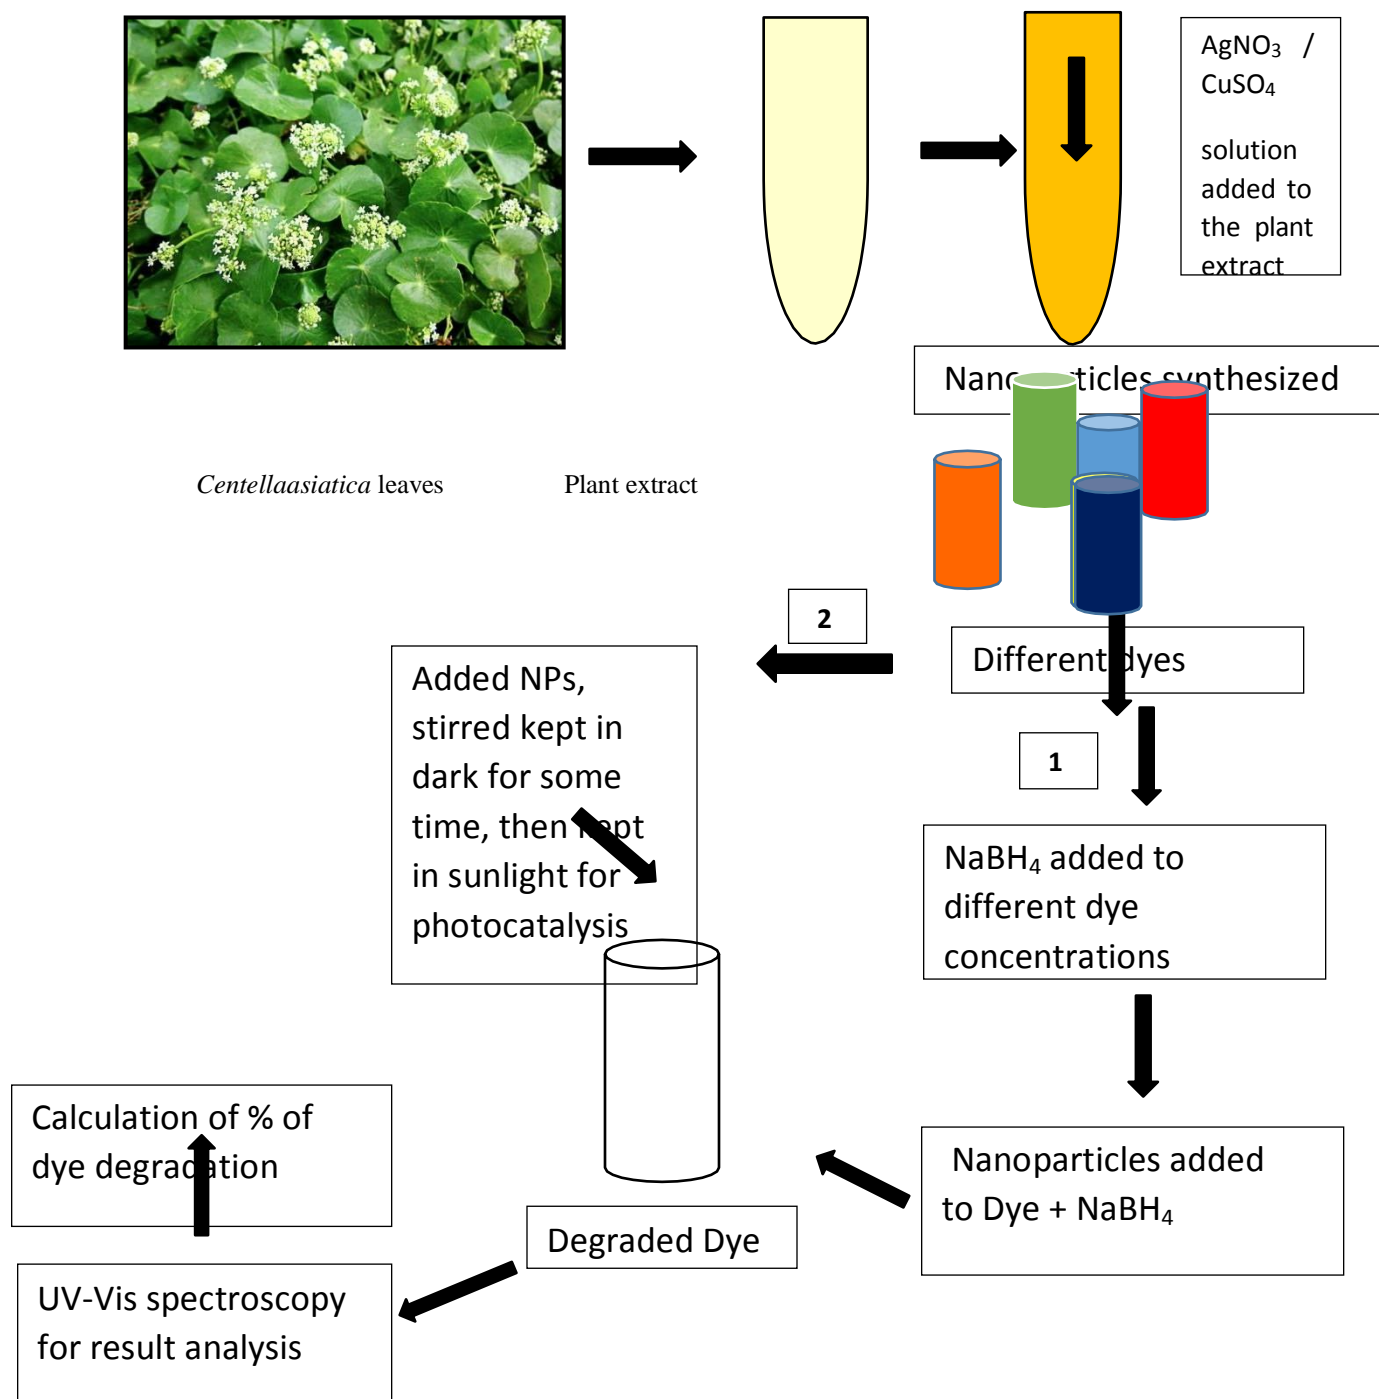 AgNO₃ /
CuSO₄
solution
added to
the plant
extract
Nanoparticles synthesized
Centellaasiatica leaves
Plant extract
2
Different dyes
Added NPs,
stirred kept in
dark for some
time, then kept
in sunlight for
photocatalysis
1
NaBH₄ added to
different dye
concentrations
Nanoparticles added
to Dye + NaBH₄
Degraded Dye
Calculation of % of
dye degradation
UV-Vis spectroscopy
for result analysis